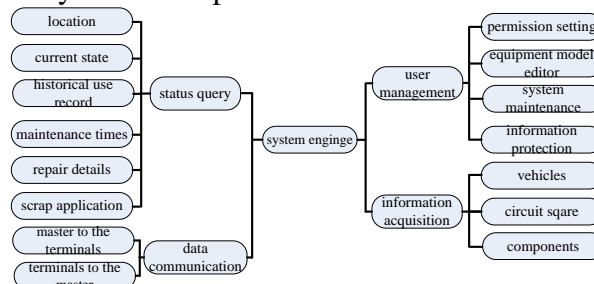 location
current state
historical use
record
maintenance times
repair details
scrap application
master to the
terminals
terminals to the
master
status query
data
communication
system enginge
user
management
information
acquisition
permission setting
equipment model
editor
system
maintenance
information
protection
vehicles
circuit sqare
components